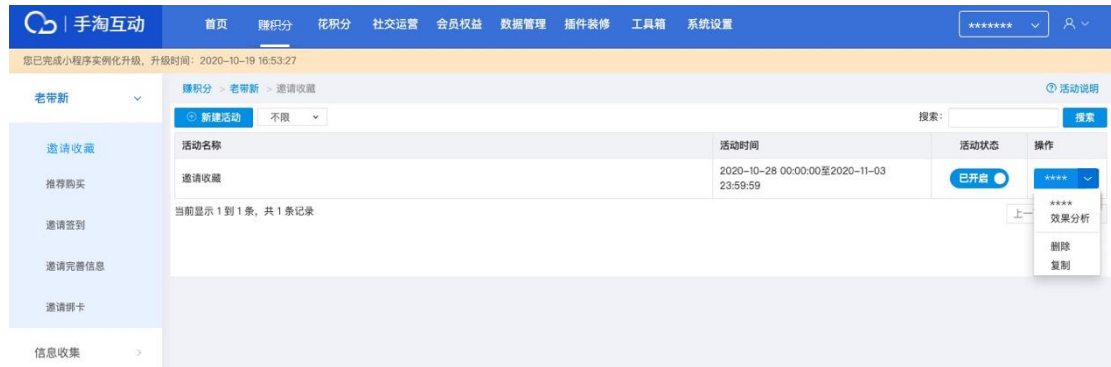 手淘互动 首页 赚积分 花积分 社交运营 会员权益 数据管理 插件装修 工具箱 系统设置 *******
您已完成小程序实例化升级,升级时间:2020-10-19 16:53:27
老带新
赚积分 > 老带新 > 邀请收藏
活动说明
新建活动 不限 搜索: 搜索
邀请收藏
推荐购买
邀请签到
邀请完善信息
邀请绑卡
信息收集
活动名称 活动时间 活动状态 操作
邀请收藏 2020-10-28 00:00:00至2020-11-03 23:59:59 已开启 ****
当前显示 1 到 1 条,共 1 条记录
上一
****
效果分析
删除
复制